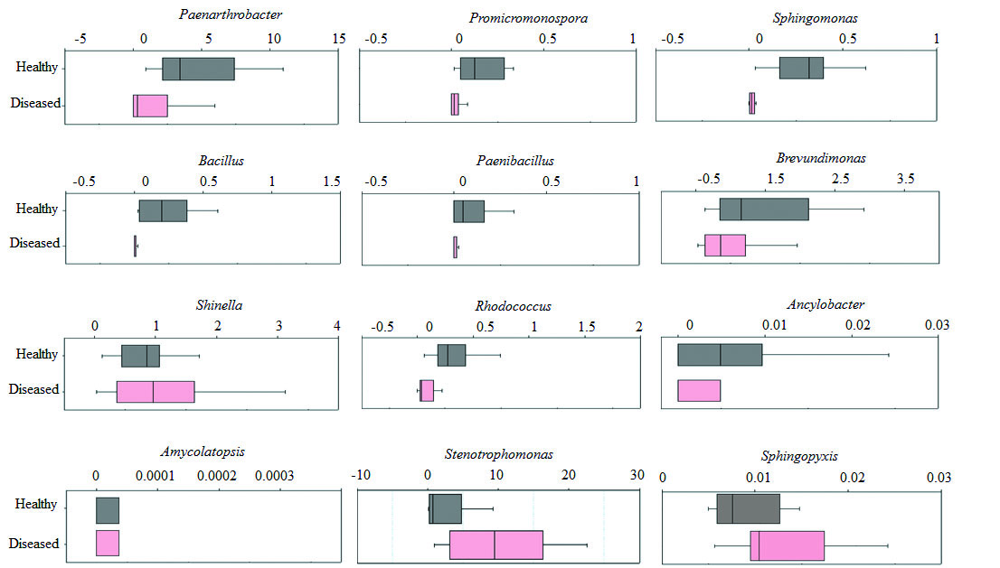 Paenarthrobacter Promicromonospora Sphingomonas
-5 0 5 10 15 -0.5 0 0.5 1 -0.5 0 0.5 1
Healthy
Diseased
Bacillus Paenibacillus Brevundimonas
-0.5 0 0.5 1 1.5 -0.5 0 0.5 1 -0.5 1.5 2.5 3.5
Healthy
Diseased
Shinella Rhodococcus Ancylobacter
0 1 2 3 4 -0.5 0 0.5 1 1.5 2 0 0.01 0.02 0.03
Healthy
Diseased
Amycolatopsis Stenotrophomonas Sphingopyxis
0 0.0001 0.0002 0.0003 -10 0 10 20 30 0 0.01 0.02 0.03
Healthy
Diseased